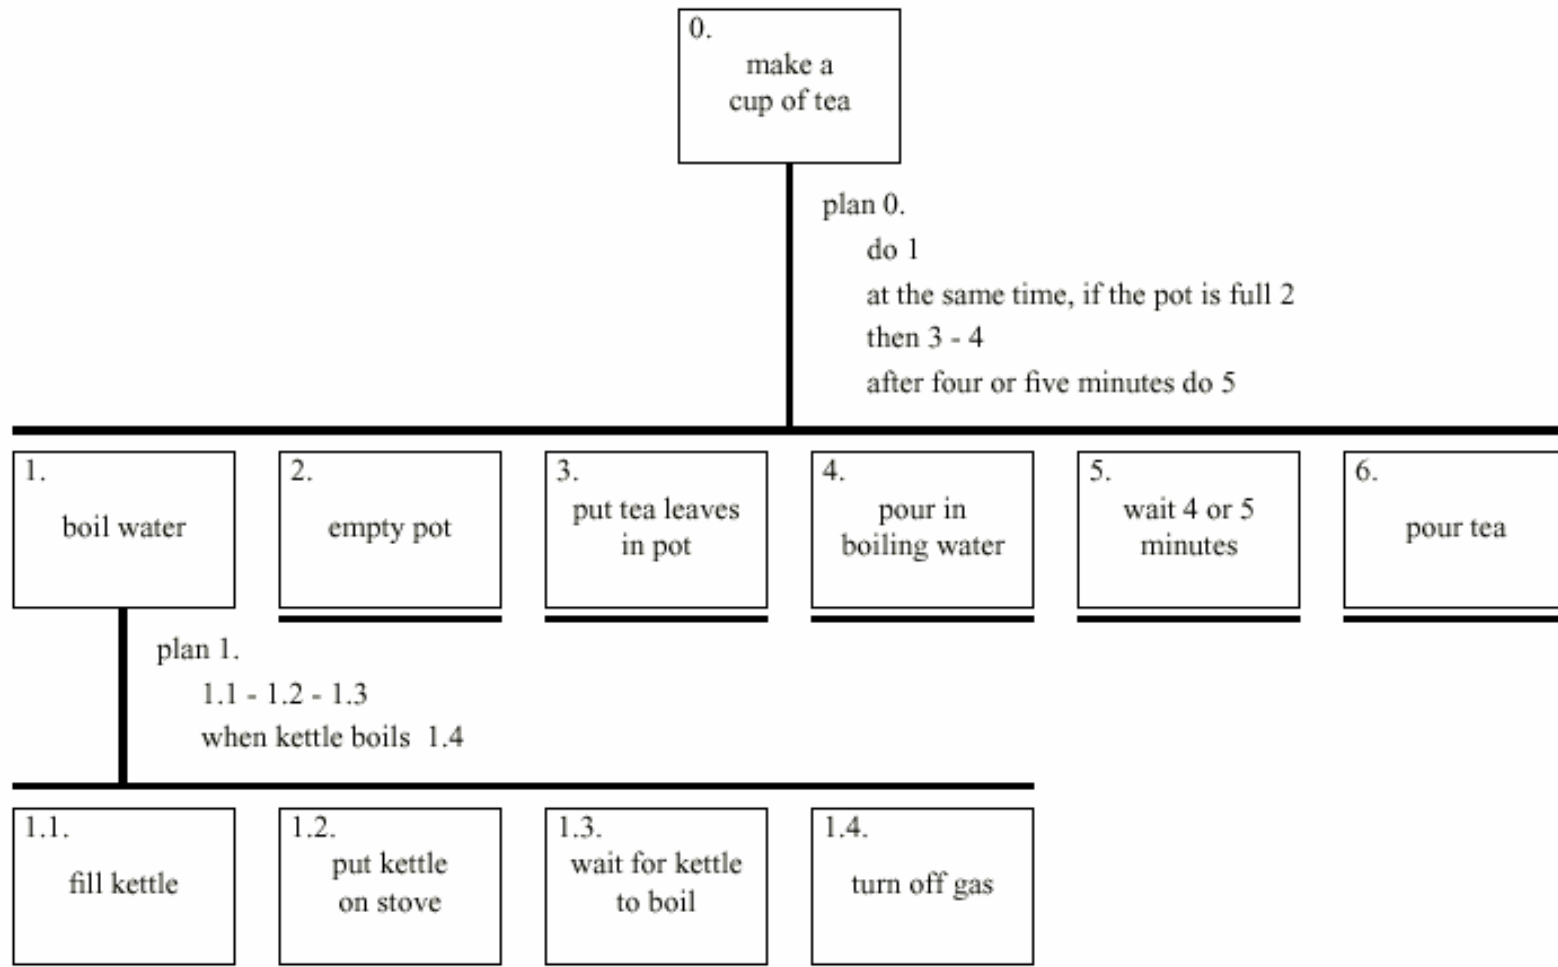 0.
make a
cup of tea
plan 0.
do 1
at the same time, if the pot is full 2
then 3 - 4
after four or five minutes do 5
1.
boil water
2.
empty pot
3.
put tea leaves
in pot
4.
pour in
boiling water
5.
wait 4 or 5
minutes
6.
pour tea
plan 1.
1.1 - 1.2 - 1.3
when kettle boils 1.4
1.1.
fill kettle
1.2.
put kettle
on stove
1.3.
wait for kettle
to boil
1.4.
turn off gas